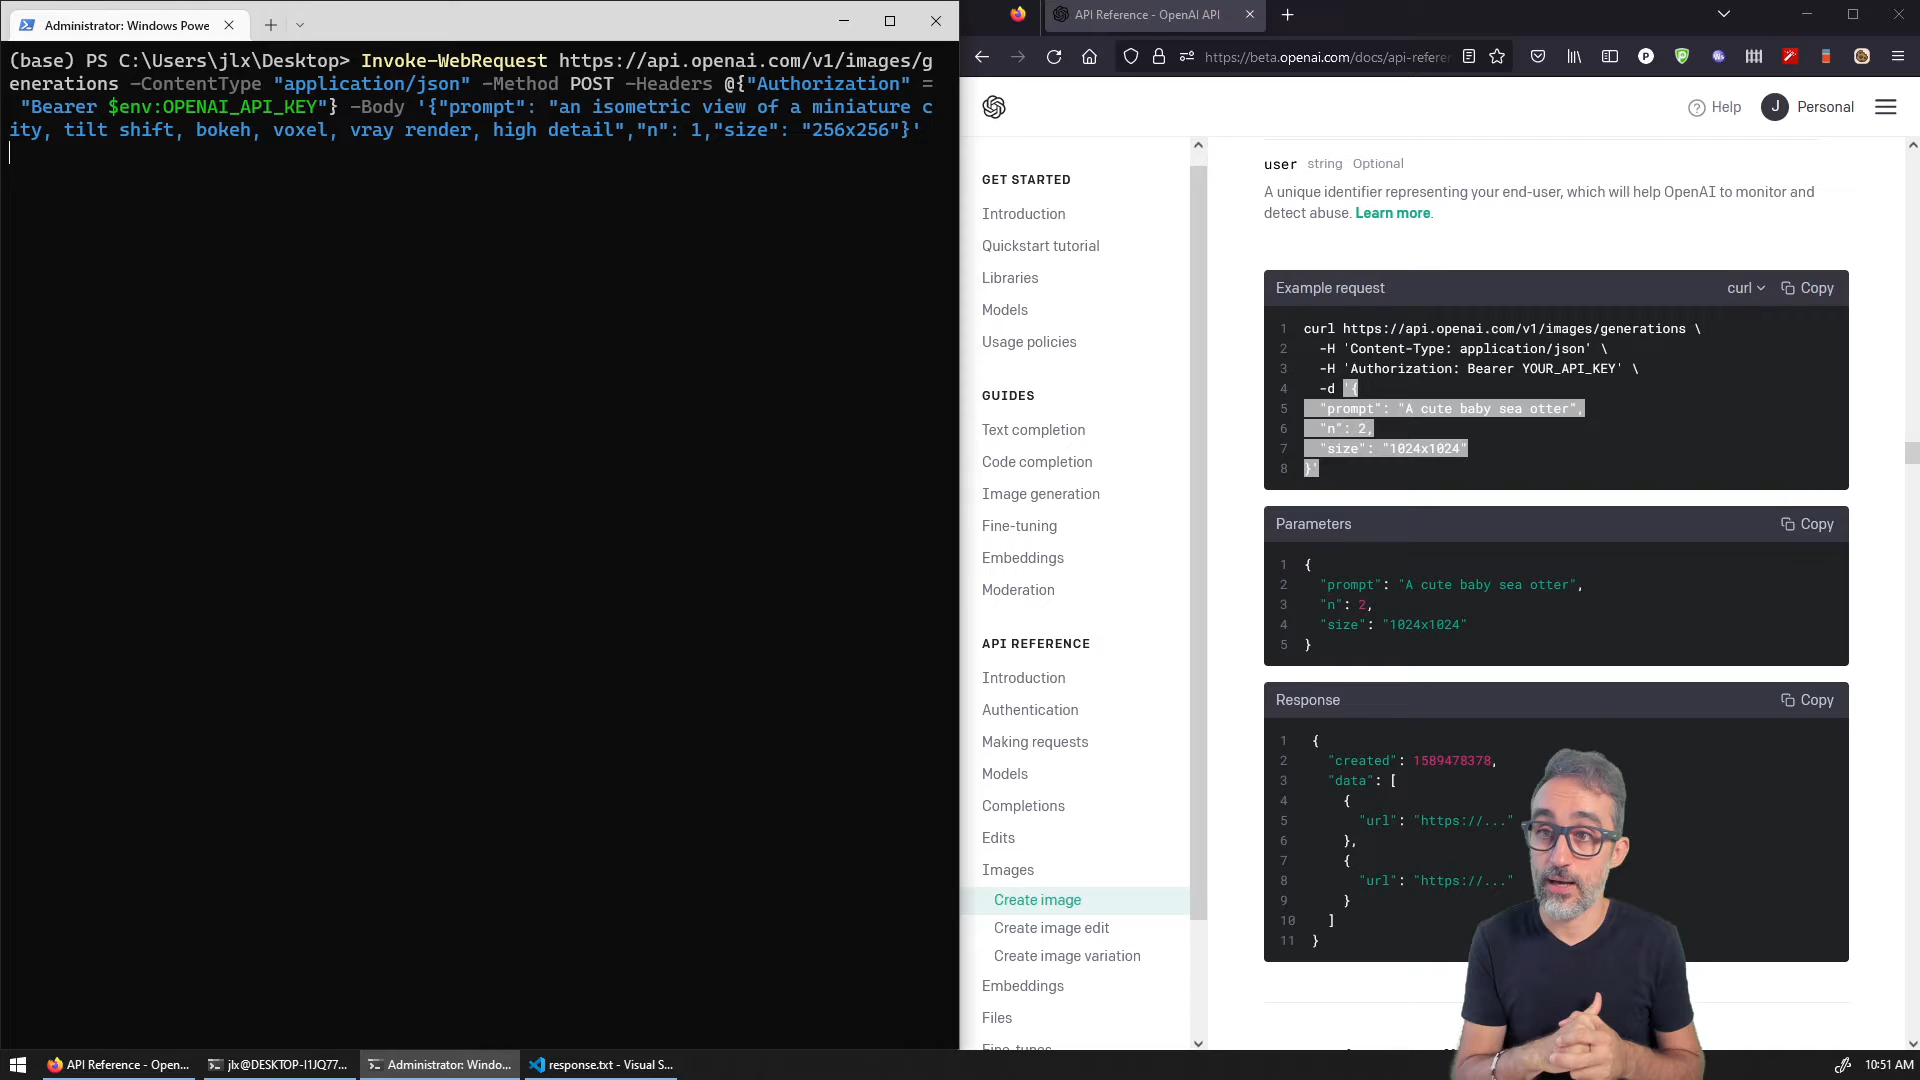 Administrator: Windows Powe
(base) PS C:\Users\jlx\Desktop> Invoke-WebRequest https://api.openai.com/v1/images/g
enerations -ContentType "application/json" -Method POST -Headers @{"Authorization" =
"Bearer $env:OPENAI_API_KEY"} -Body '{"prompt": "an isometric view of a miniature c
ity, tilt shift, bokeh, voxel, vray render, high detail","n": 1,"size": "256x256"}'
API Reference - OpenAI API
https://beta.openai.com/docs/api-referer
Help
J
Personal
GET STARTED
Introduction
Quickstart tutorial
Libraries
Models
Usage policies
GUIDES
Text completion
Code completion
Image generation
Fine-tuning
Embeddings
Moderation
API REFERENCE
Introduction
Authentication
Making requests
Models
Completions
Edits
Images
Create image
Create image edit
Create image variation
Embeddings
Files
Fine-tunes
user string Optional
A unique identifier representing your end-user, which will help OpenAI to monitor and
detect abuse. Learn more.
Example request
curl
Copy
1 curl https://api.openai.com/v1/images/generations \
2 -H 'Content-Type: application/json' \
3 -H 'Authorization: Bearer YOUR_API_KEY' \
4 -d '{
5 "prompt": "A cute baby sea otter",
6 "n": 2,
7 "size": "1024x1024"
8 }'
Parameters
Copy
1 {
2 "prompt": "A cute baby sea otter",
3 "n": 2,
4 "size": "1024x1024"
5 }
Response
Copy
1 {
2 "created": 1589478378,
3 "data": [
4 {
5 "url": "https://..."
6 },
7 {
8 "url": "https://..."
9 }
10 ]
11 }
API Reference - Open...
jlx@DESKTOP-I1JQ77...
Administrator: Windo...
response.txt - Visual S...
10:51 AM